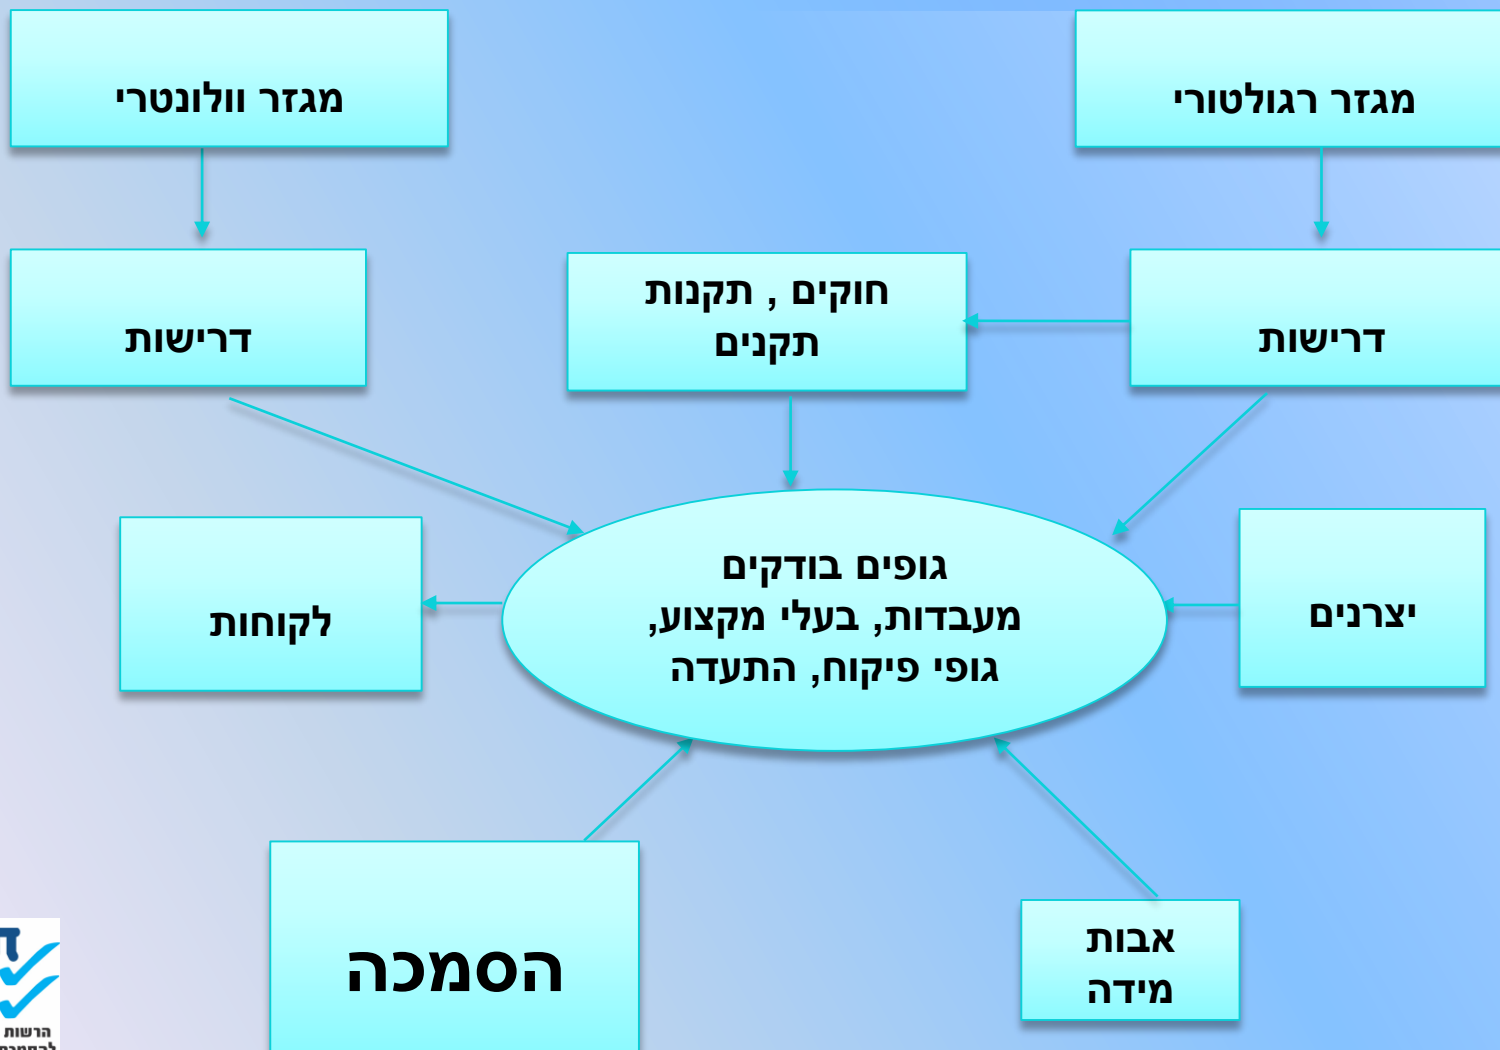 מגזר רגולטורי
מגזר וולונטרי
דרישות
חוקים , תקנות
תקנים
דרישות
יצרנים
גופים בודקים
מעבדות, בעלי מקצוע,
גופי פיקוח, התעדה
לקוחות
אבות
מידה
הסמכה
הרשות